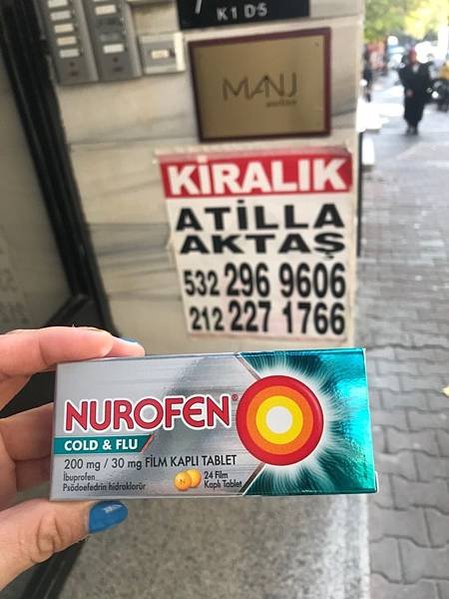 K1 D5
MANJ
KİRALIK
ATİLLA
AKTAŞ
532 296 9606
212 227 1766
NUROFEN®
COLD & FLU
200 mg / 30 mg FİLM KAPLI TABLET
İbuprofen
Psödoefedrin hidroklorür
24 Film
Kaplı Tablet